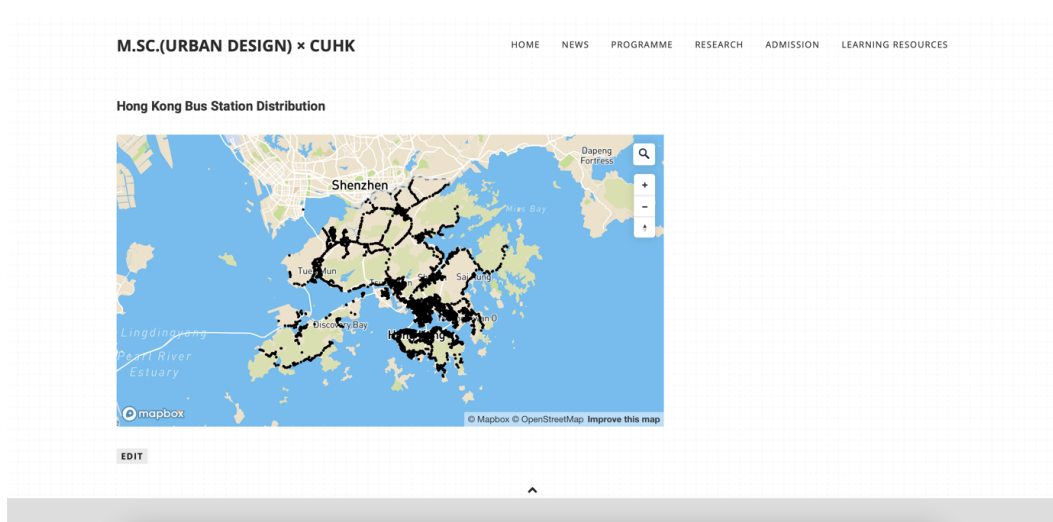 M.SC.(URBAN DESIGN) × CUHK
HOME NEWS PROGRAMME RESEARCH ADMISSION LEARNING RESOURCES
Hong Kong Bus Station Distribution
Dapeng
Fortress
Shenzhen
Mirs Bay
Tuen Mun
Sai Kung
Discovery Bay
Hong Kong
Lingdingyang
Pearl River
Estuary
mapbox
© Mapbox © OpenStreetMap Improve this map
EDIT